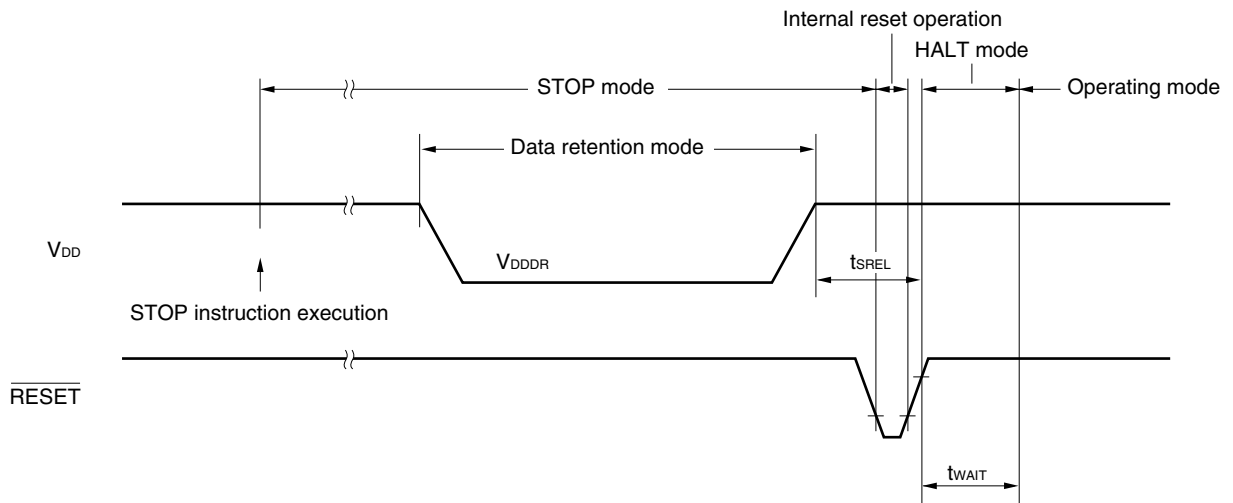 Internal reset operation
HALT mode
STOP mode
Operating mode
Data retention mode
VDD
VDDDR
tSREL
STOP instruction execution
RESET
tWAIT